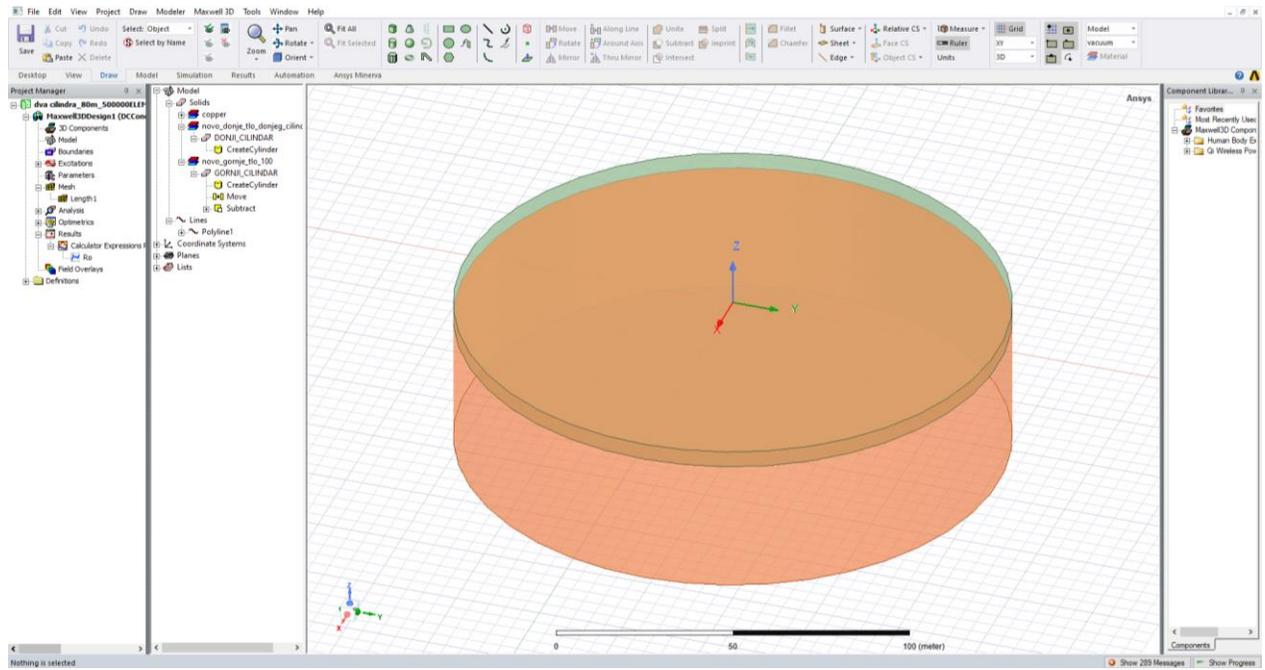 File Edit View Project Draw Modeler Maxwell 3D Tools Window Help
Save
Cut
Copy
Paste
Undo
Redo
Delete
Select: Object
Select by Name
Zoom
Pan
Rotate
Orient
Fit All
Fit Selected
Move
Rotate
Mirror
Along Line
Around Axis
Thru Mirror
Unite
Subtract
Intersect
Split
Imprint
Fillet
Chamfer
Surface
Sheet
Edge
Relative CS
Face CS
Object CS
Measure
Ruler
Units
Grid
XY
3D
Model
vacuum
Material
Desktop View Draw Model Simulation Results Automation Ansys Minerva
Project Manager
dva cilindra_80m_500000ELEM
Maxwell3DDesign1 (DCCon
3D Components
Model
Boundaries
Excitations
Parameters
Mesh
Length1
Analysis
Optimetrics
Results
Calculator Expressions
Ro
Field Overlays
Definitions
Model
Solids
copper
novo_donje_tlo_donjeg_cilinc
DONJI_CILINDAR
CreateCylinder
novo_gornje_tlo_100
GORNJI_CILINDAR
CreateCylinder
Move
Subtract
Lines
Polyline1
Coordinate Systems
Planes
Lists
Ansys
Z
Y
X
Z
Y
X
0 50 100 (meter)
Component Librar...
Favorites
Most Recently Used
Maxwell3D Compon
Human Body Ex
Qi Wireless Pow
Components
Nothing is selected
Show 289 Messages
Show Progress